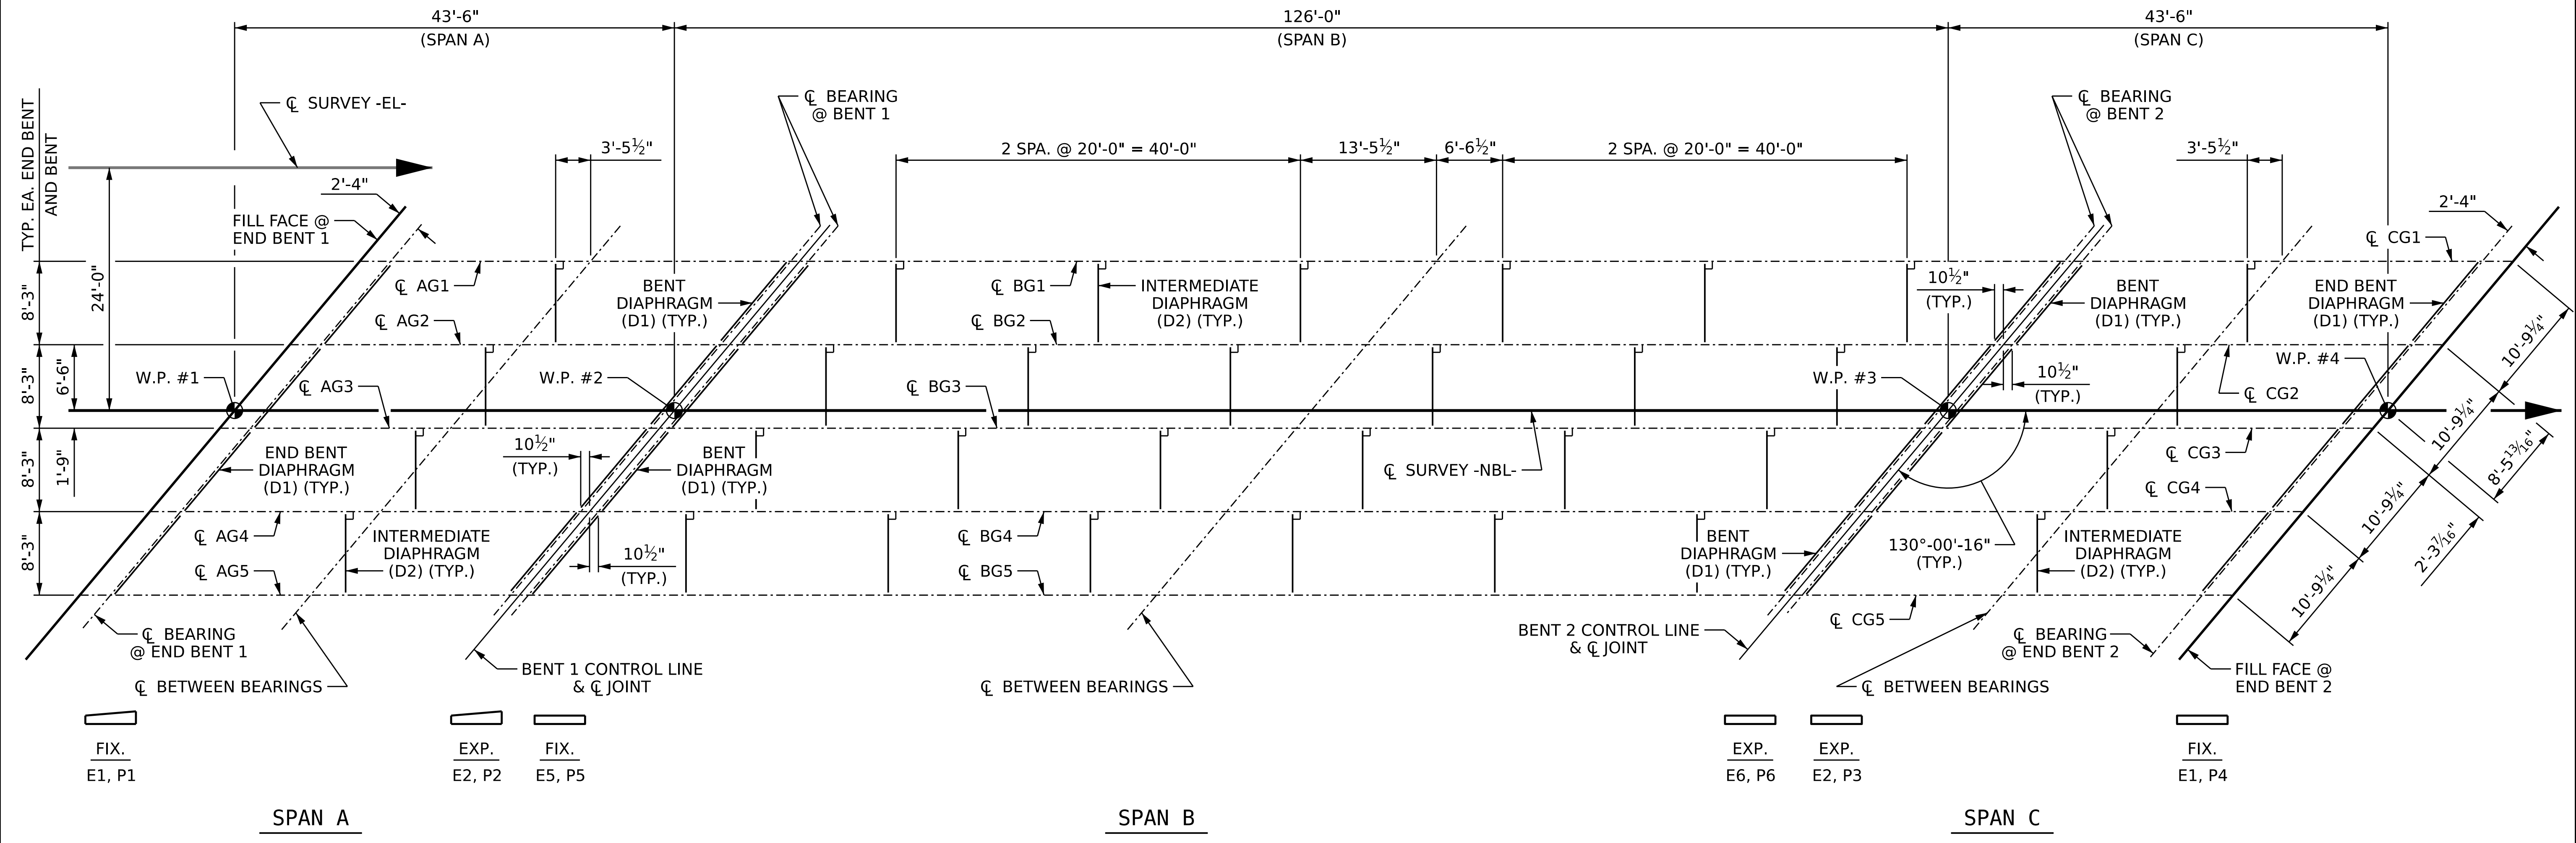 43'-6"
(SPAN A)
126'-0"
(SPAN B)
43'-6"
(SPAN C)
TYP. EA. END BENT
AND BENT
℄ SURVEY -EL-
℄ BEARING
@ BENT 1
℄ BEARING
@ BENT 2
3'-5½"
2 SPA. @ 20'-0" = 40'-0"
13'-5½"
6'-6½"
2 SPA. @ 20'-0" = 40'-0"
3'-5½"
2'-4"
FILL FACE @
END BENT 1
2'-4"
℄ CG1
8'-3"
24'-0"
℄ AG1
BENT
DIAPHRAGM
(D1) (TYP.)
℄ AG2
℄ BG1
INTERMEDIATE
DIAPHRAGM
(D2) (TYP.)
℄ BG2
10½"
(TYP.)
BENT
DIAPHRAGM
(D1) (TYP.)
END BENT
DIAPHRAGM
(D1) (TYP.)
10'-9¼"
8'-3"
6'-6"
W.P. #1
℄ AG3
W.P. #2
℄ BG3
W.P. #3
10½"
(TYP.)
W.P. #4
℄ CG2
10'-9¼"
8'-3"
1'-9"
END BENT
DIAPHRAGM
(D1) (TYP.)
10½"
(TYP.)
BENT
DIAPHRAGM
(D1) (TYP.)
℄ SURVEY -NBL-
℄ CG3
℄ CG4
8'-5 13/16"
10'-9¼"
8'-3"
℄ AG4
INTERMEDIATE
DIAPHRAGM
(D2) (TYP.)
℄ AG5
10½"
(TYP.)
℄ BG4
℄ BG5
BENT
DIAPHRAGM
(D1) (TYP.)
130°-00'-16"
(TYP.)
INTERMEDIATE
DIAPHRAGM
(D2) (TYP.)
2'-3 7/16"
10'-9¼"
℄ BEARING
@ END BENT 1
BENT 2 CONTROL LINE
& ℄ JOINT
℄ CG5
℄ BEARING
@ END BENT 2
℄ BETWEEN BEARINGS
BENT 1 CONTROL LINE
& ℄ JOINT
℄ BETWEEN BEARINGS
℄ BETWEEN BEARINGS
FILL FACE @
END BENT 2
FIX.
E1, P1
EXP.
E2, P2
FIX.
E5, P5
EXP.
E6, P6
EXP.
E2, P3
FIX.
E1, P4
SPAN A
SPAN B
SPAN C